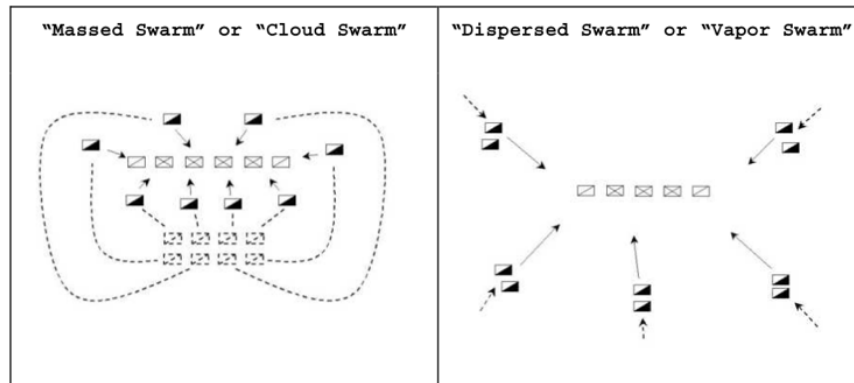 “Massed Swarm” or “Cloud Swarm”
“Dispersed Swarm” or “Vapor Swarm”